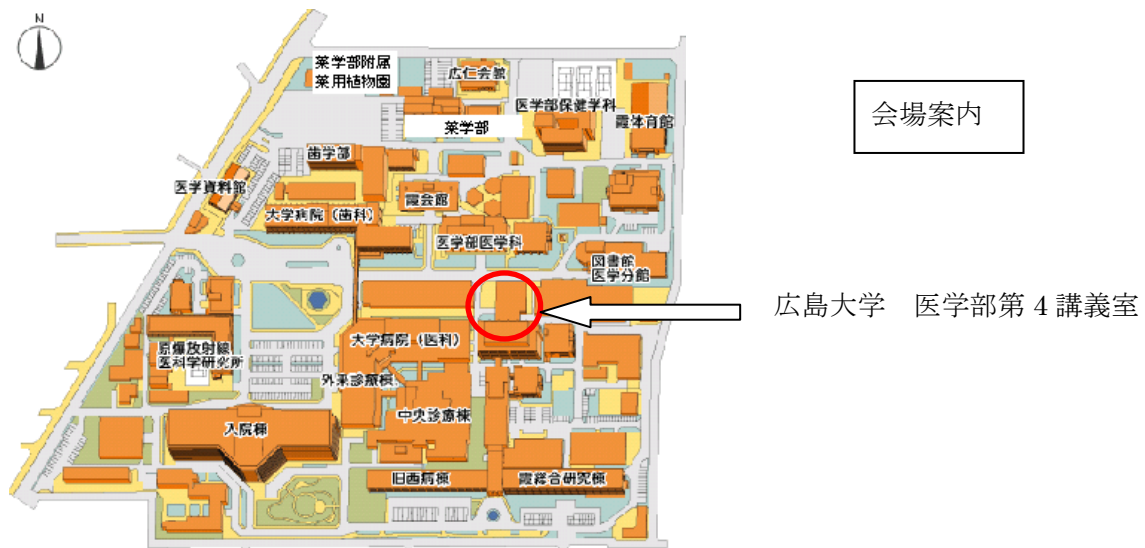 N
薬学部附属
薬用植物園
広仁会館
医学部保健学科
霞体育館
薬学部
会場案内
歯学部
医学資料館
霞会館
大学病院（歯科）
医学部医学科
図書館
医学分館
広島大学　医学部第4講義室
大学病院（医科）
原爆放射線
医科学研究所
外来診療棟
中央診療棟
入院棟
旧西病棟
霞総合研究棟